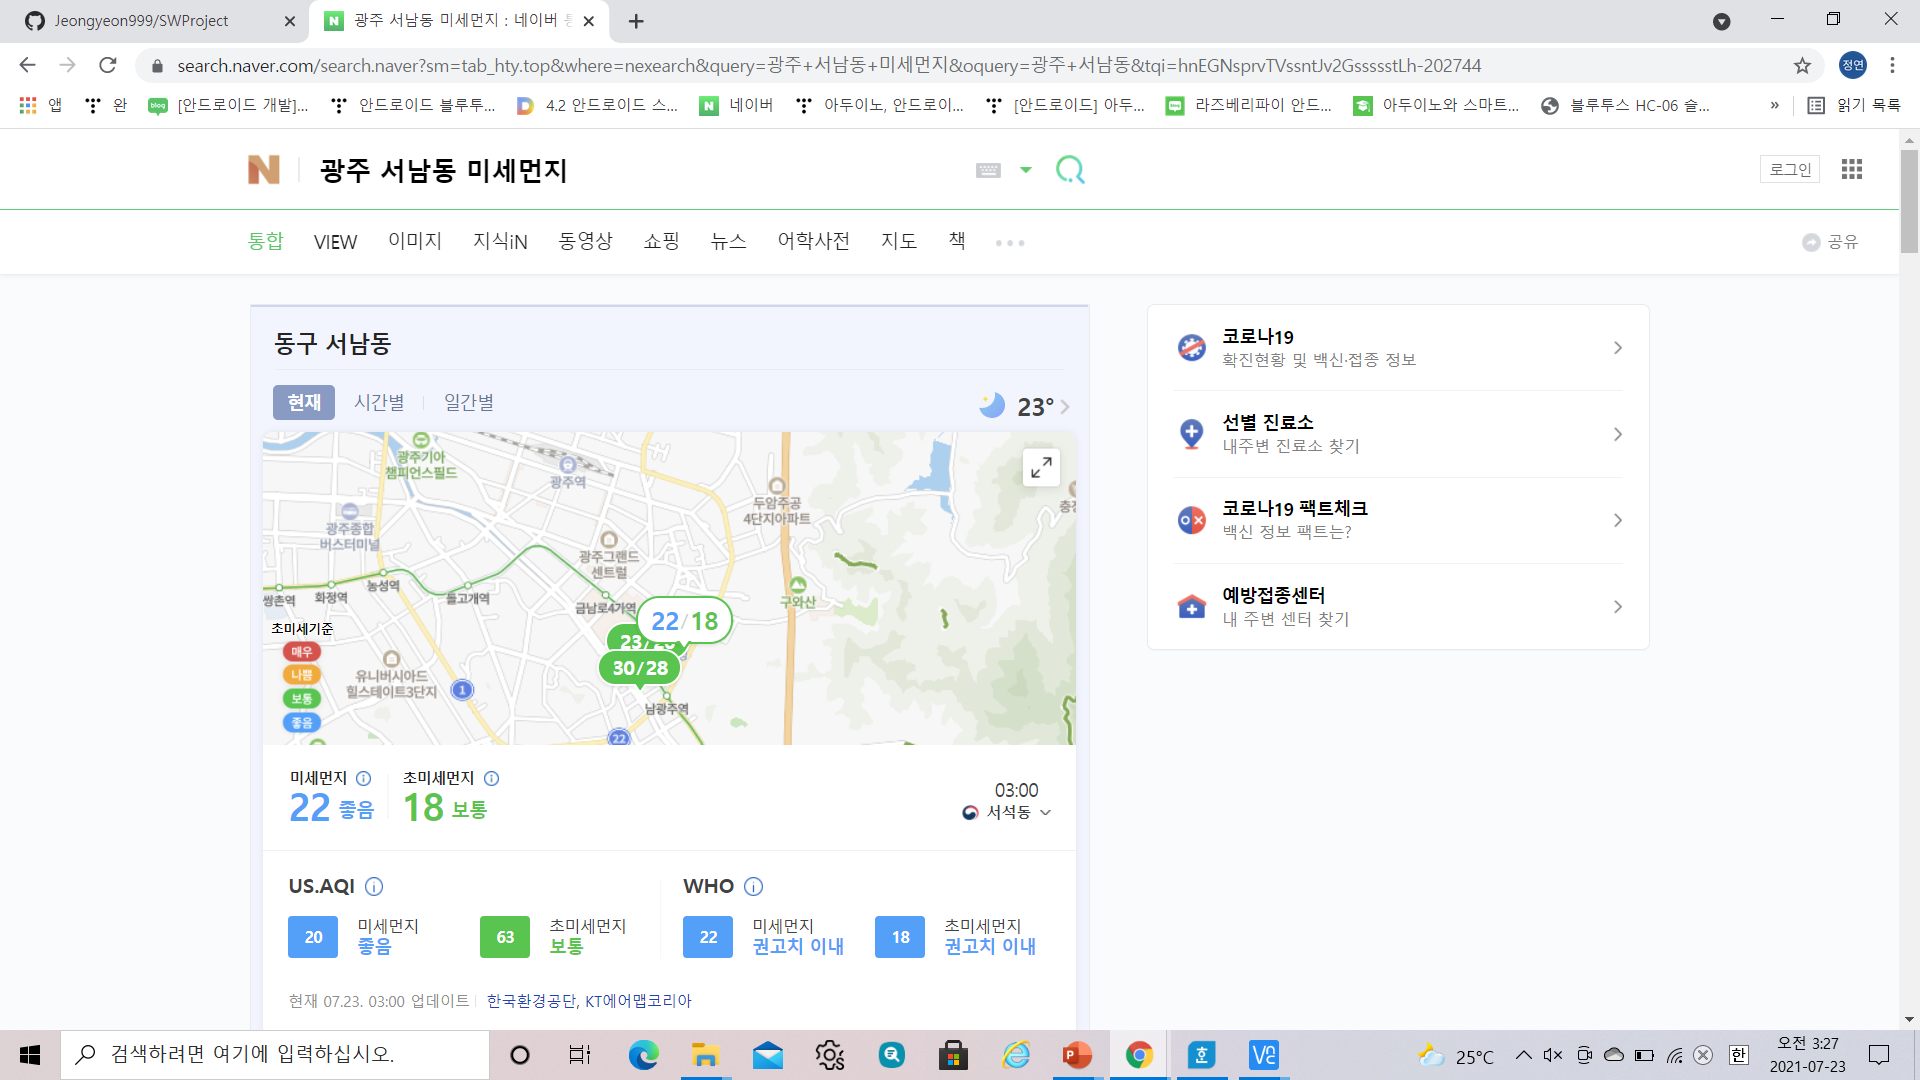 Jeongyeon999/SWProject
광주 서남동 미세먼지 : 네이버 통
search.naver.com/search.naver?sm=tab_hty.top&where=nexearch&query=광주+서남동+미세먼지&oquery=광주+서남동&tqi=hnEGNsprvTVssntJv2GssssstLh-202744
정연
앱
완
[안드로이드 개발]...
안드로이드 블루투...
4.2 안드로이드 스...
네이버
아두이노, 안드로이...
[안드로이드] 아두...
라즈베리파이 안드...
아두이노와 스마트...
블루투스 HC-06 슬...
»
읽기 목록
광주 서남동 미세먼지
로그인
통합 VIEW 이미지 지식iN 동영상 쇼핑 뉴스 어학사전 지도 책
공유
동구 서남동
현재 시간별 일간별
23°
광주기아
챔피언스필드
광주역
두암주공
4단지아파트
충장
광주종합
버스터미널
광주그랜드
센트럴
구와산
쌍촌역
화정역
농성역
돌고개역
금남로4가역
22/18
23/
30/28
초미세기준
매우
나쁨
보통
좋음
유니버시아드
힐스테이트3단지
1
남광주역
22
미세먼지
22 좋음
초미세먼지
18 보통
03:00
서석동
US.AQI
20
미세먼지
좋음
63
초미세먼지
보통
WHO
22
미세먼지
권고치 이내
18
초미세먼지
권고치 이내
현재 07.23. 03:00 업데이트
한국환경공단, KT에어맵코리아
코로나19
확진현황 및 백신·접종 정보
선별 진료소
내주변 진료소 찾기
코로나19 팩트체크
백신 정보 팩트는?
예방접종센터
내 주변 센터 찾기
검색하려면 여기에 입력하십시오.
25°C
한
오전 3:27
2021-07-23